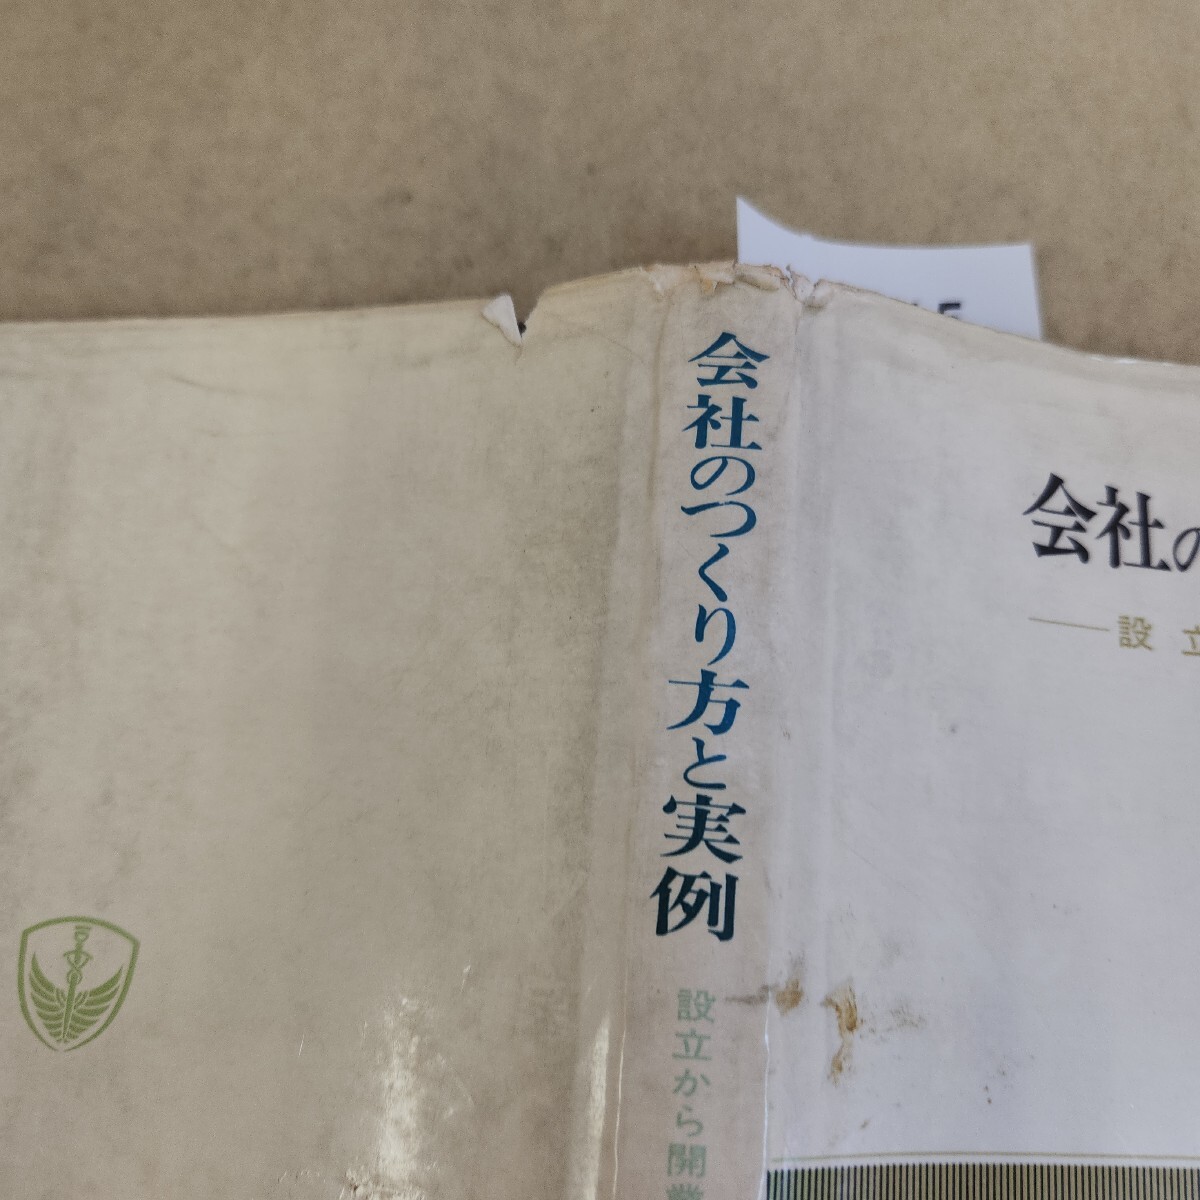 会社のつくり方と実例
設立から開業
会社の
──設立